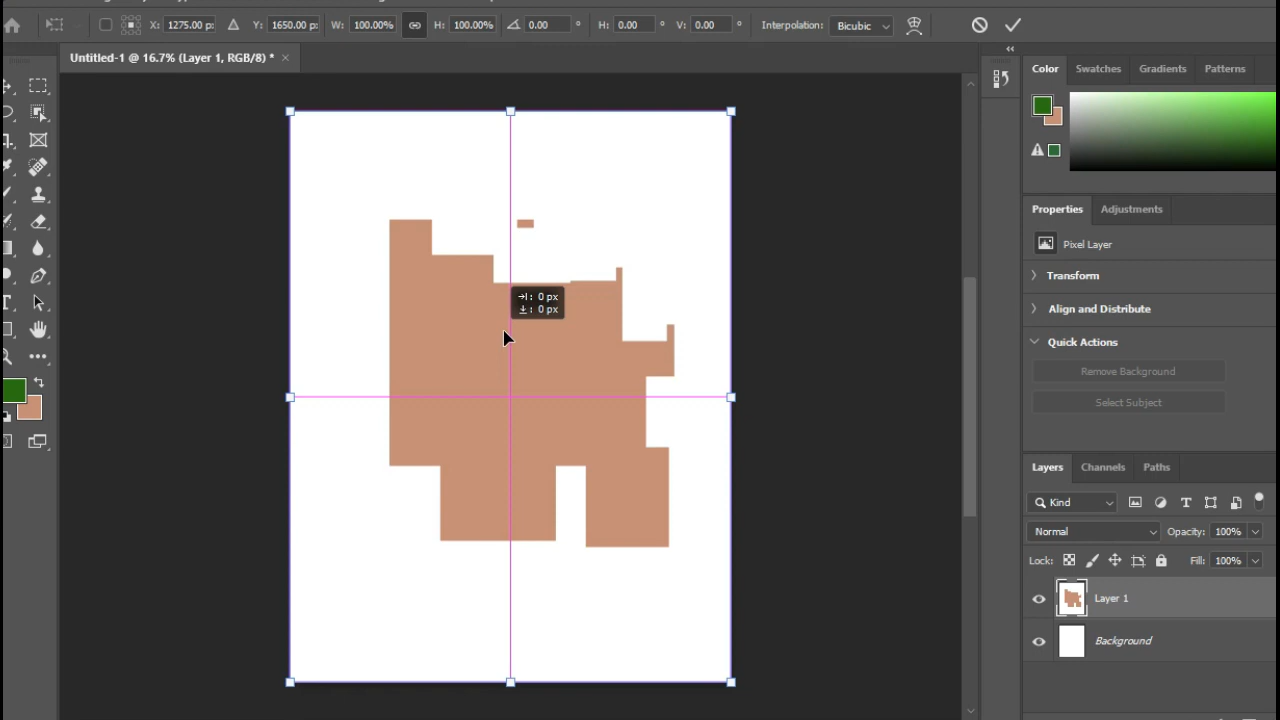 X: 1275.00 p: Y: 1650.00 p: W: 100.00% H: 100.00% 0.00 ° H: 0.00 ° V: 0.00 ° Interpolation: Bicubic
Untitled-1 @ 16.7% (Layer 1, RGB/8) * ×
Color Swatches Gradients Patterns
Properties Adjustments
Pixel Layer
Transform
Align and Distribute
Quick Actions
Remove Background
Select Subject
: 0 px
: 0 px
Layers Channels Paths
Kind
Normal Opacity: 100%
Lock: Fill: 100%
Layer 1
Background